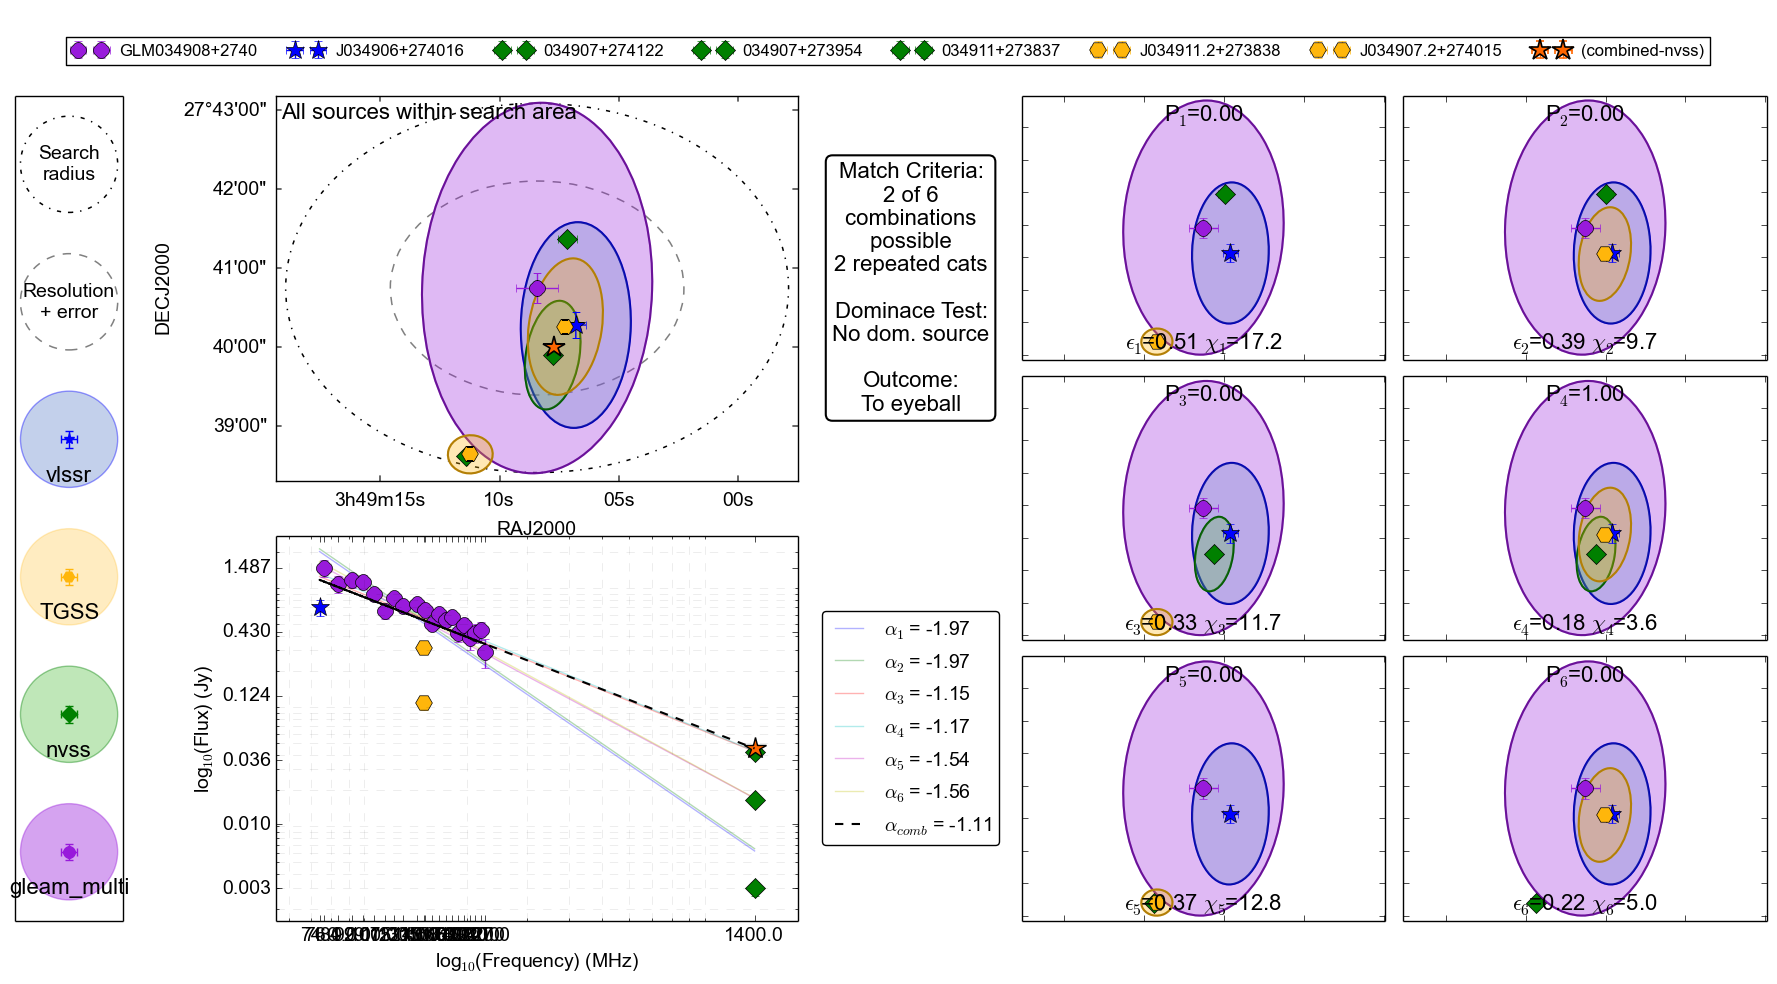 GLM034908+2740 J034906+274016 034907+274122 034907+273954 034911+273837 J034911.2+273838 J034907.2+274015 (combined-nvss)
Search
radius
Resolution
+ error
vlssr
TGSS
nvss
gleam_multi
All sources within search area
27°43'00"
42'00"
41'00"
40'00"
39'00"
DECJ2000
3h49m15s 10s 05s 00s
RAJ2000
Match Criteria:
2 of 6
combinations
possible
2 repeated cats
Dominace Test:
No dom. source
Outcome:
To eyeball
1.487
0.430
0.124
0.036
0.010
0.003
log₁₀(Flux) (Jy)
1400.0
log₁₀(Frequency) (MHz)
α₁ = -1.97
α₂ = -1.97
α₃ = -1.15
α₄ = -1.17
α₅ = -1.54
α₆ = -1.56
α_comb = -1.11
P₁=0.00
ϵ₁=0.51 χ₁=17.2
P₂=0.00
ϵ₂=0.39 χ₂=9.7
P₃=0.00
ϵ₃=0.33 χ₃=11.7
P₄=1.00
ϵ₄=0.18 χ₄=3.6
P₅=0.00
ϵ₅=0.37 χ₅=12.8
P₆=0.00
ϵ₆=0.22 χ₆=5.0